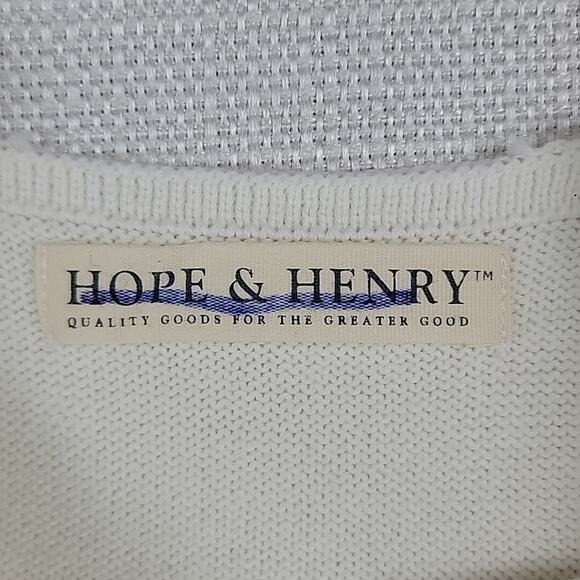 HOPE & HENRY™
QUALITY GOODS FOR THE GREATER GOOD